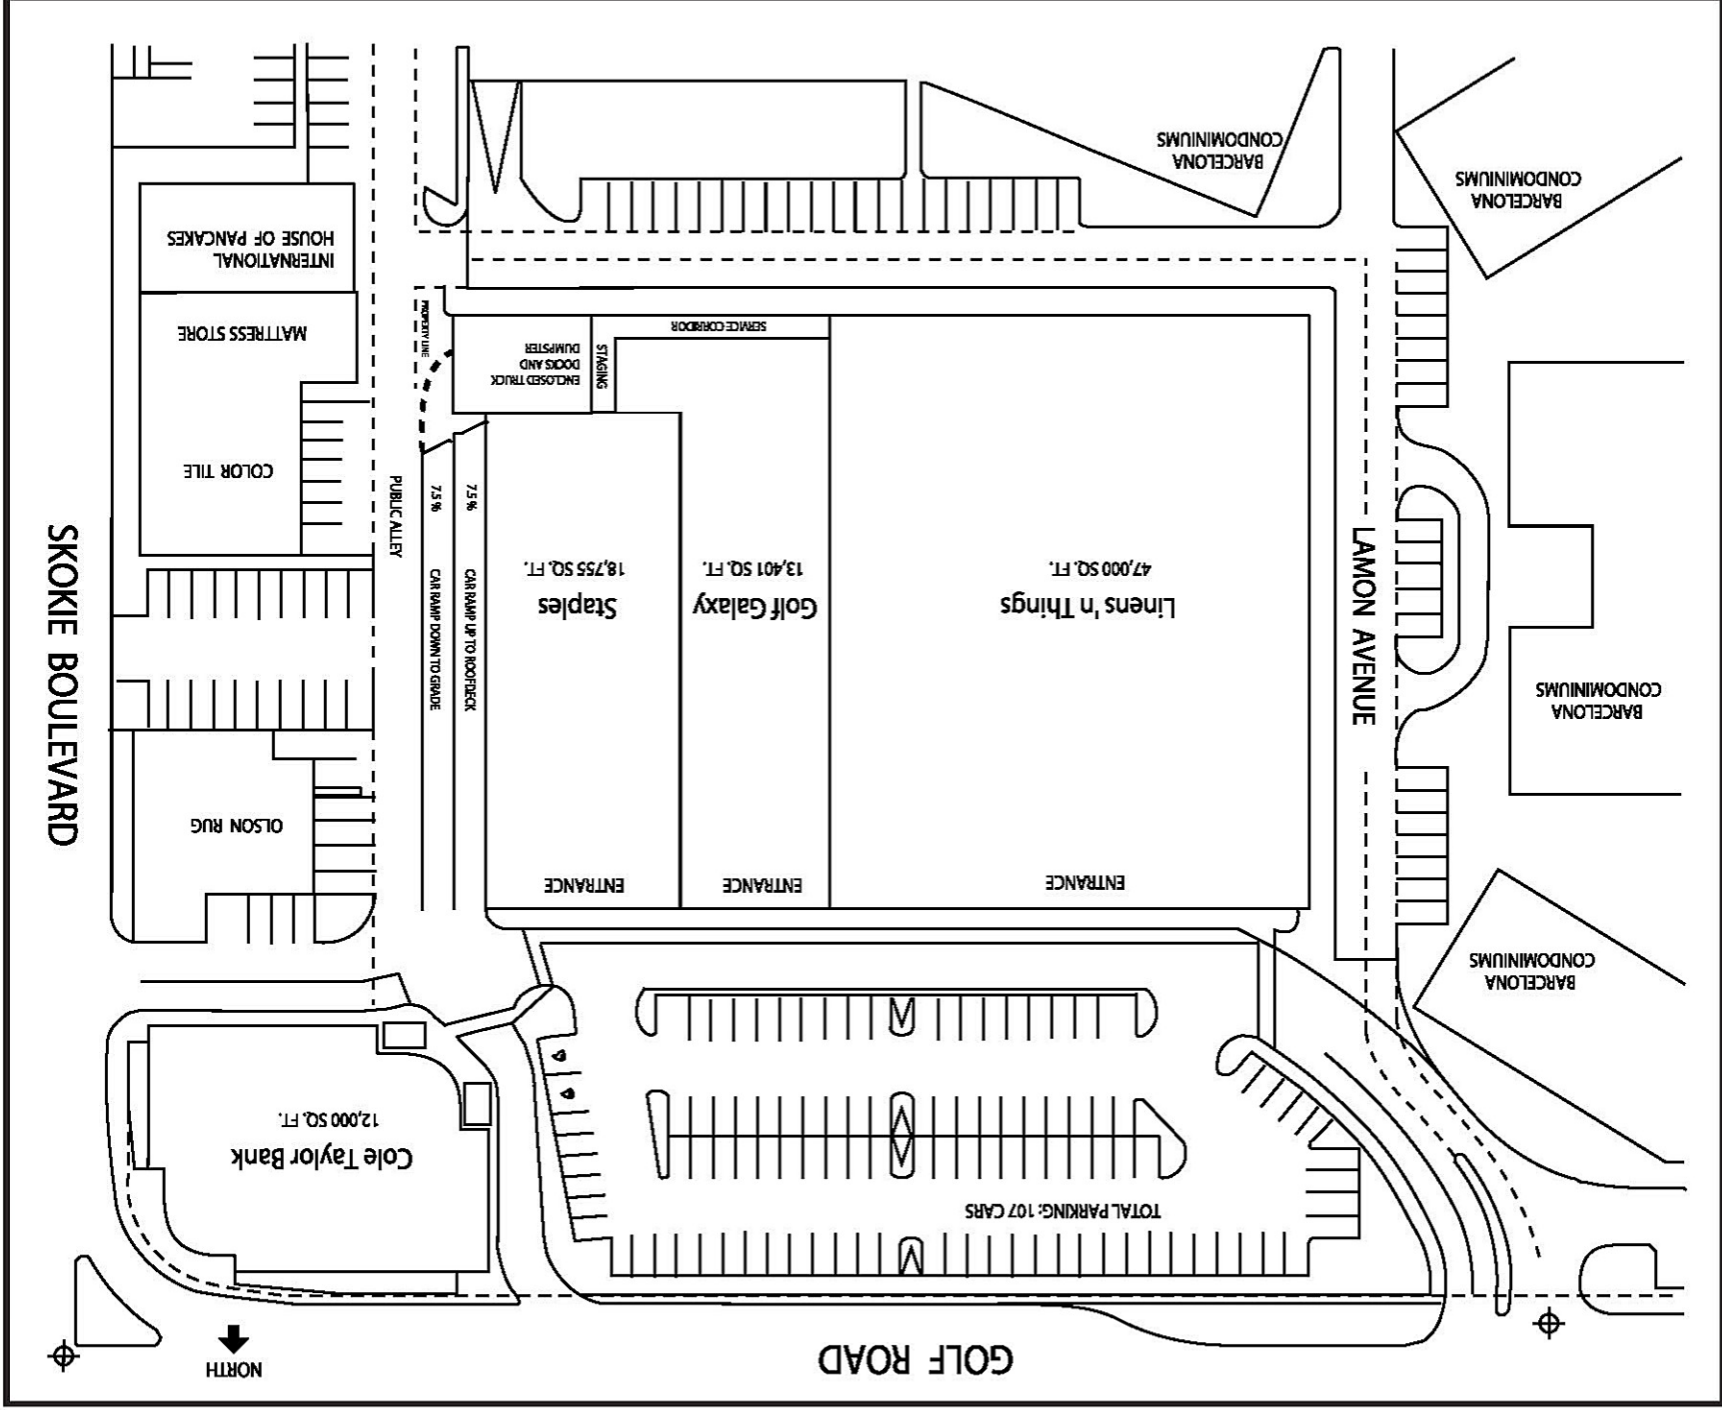 GOLF ROAD
NORTH
TOTAL PARKING: 107 CARS
Cole Taylor Bank
12,000 SQ. FT.
BARCELONA
CONDOMINIUMS
ENTRANCE
ENTRANCE
ENTRANCE
OLSON RUG
SKOKIE BOULEVARD
BARCELONA
CONDOMINIUMS
LAMON AVENUE
Linens 'n Things
47,000 SQ. FT.
Golf Galaxy
13,401 SQ. FT.
Staples
18,755 SQ. FT.
7.5% CAR RAMP UP TO ROOFDECK
7.5% CAR RAMP DOWN TO GRADE
PUBLIC ALLEY
COLOR TILE
ENCLOSED TRUCK
DOCKS AND
DUMPSTER
STAGING
SERVICE CORRIDOR
PROPERTY LINE
MATTRESS STORE
INTERNATIONAL
HOUSE OF PANCAKES
BARCELONA
CONDOMINIUMS
BARCELONA
CONDOMINIUMS